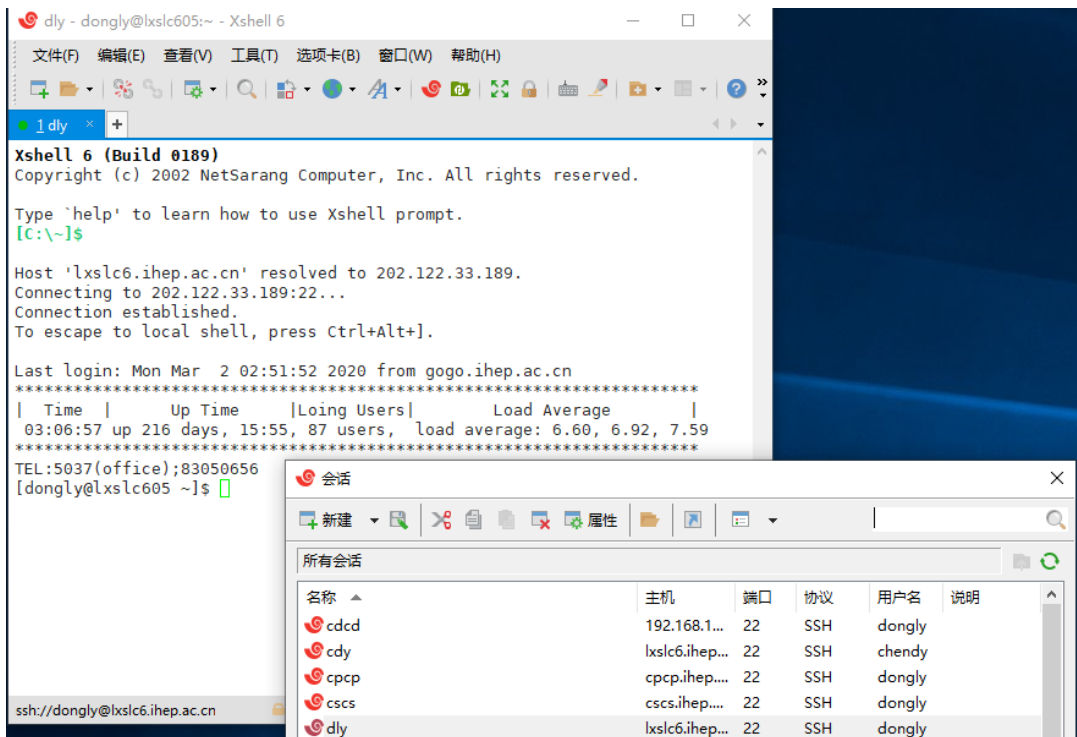 dly - dongly@lxslc605:~ - Xshell 6
文件(F) 编辑(E) 查看(V) 工具(T) 选项卡(B) 窗口(W) 帮助(H)
1 dly × +
Xshell 6 (Build 0189)
Copyright (c) 2002 NetSarang Computer, Inc. All rights reserved.
Type `help' to learn how to use Xshell prompt.
[C:\~]$
Host 'lxslc6.ihep.ac.cn' resolved to 202.122.33.189.
Connecting to 202.122.33.189:22...
Connection established.
To escape to local shell, press Ctrl+Alt+].
Last login: Mon Mar  2 02:51:52 2020 from gogo.ihep.ac.cn
**********************************************************************
|  Time  |      Up Time     |Loing Users|        Load Average        |
 03:06:57 up 216 days, 15:55, 87 users,  load average: 6.60, 6.92, 7.59
**********************************************************************
TEL:5037(office);83050656
[dongly@lxslc605 ~]$
ssh://dongly@lxslc6.ihep.ac.cn
会话
新建 属性
所有会话
名称 主机 端口 协议 用户名 说明
cdcd 192.168.1... 22 SSH dongly
cdy lxslc6.ihep... 22 SSH chendy
cpcp cpcp.ihep.... 22 SSH dongly
cscs cscs.ihep.... 22 SSH dongly
dly lxslc6.ihep... 22 SSH dongly